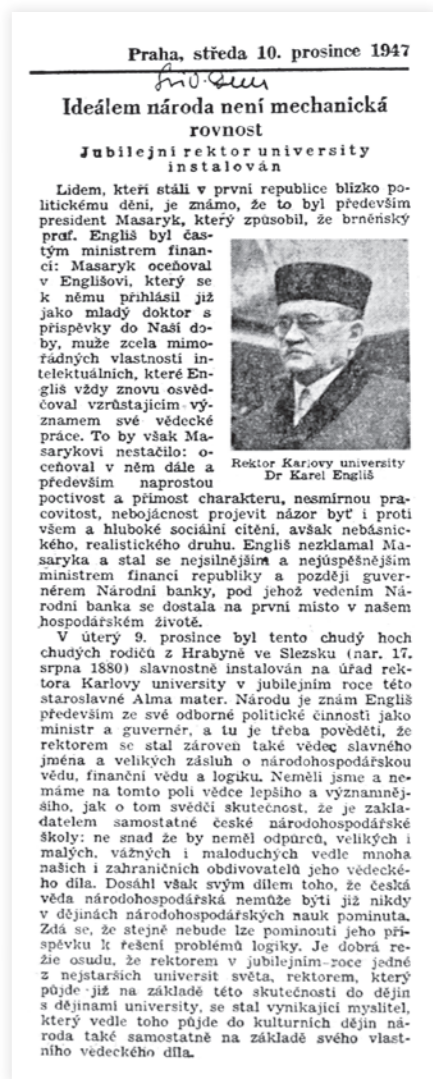 Praha, středa 10. prosince 1947
Ideálem národa není mechanická
rovnost
Jubilejní rektor university
instalován
Lidem, kteří stáli v první republice blízko po-
litickému dění, je známo, že to byl především
president Masaryk, který způsobil, že brněnský
prof. Engliš byl čas-
tým ministrem finan-
cí: Masaryk oceňoval
v Englišovi, který se
k němu přihlásil již
jako mladý doktor s
příspěvky do Naší do-
by, muže zcela mimo-
řádných vlastností in-
telektuálních, které En-
gliš vždy znovu osvěd-
čoval vzrůstajícím vý-
znamem své vědecké
práce. To by však Ma-
sarykovi nestačilo: o-
ceňoval v něm dále a
především naprostou
Rektor Karlovy university
Dr Karel Engliš
poctivost a přímost charakteru, nesmírnou pra-
covitost, nebojácnost projevit názor byť i proti
všem a hluboké sociální cítění, avšak nebásnic-
kého, realistického druhu. Engliš nezklamal Ma-
saryka a stal se nejsilnějším a nejúspěšnějším
ministrem financí republiky a později guver-
nérem Národní banky, pod jehož vedením Ná-
rodní banka se dostala na první místo v našem
hospodářském životě.
V úterý 9. prosince byl tento chudý hoch
chudých rodičů z Hrabyně ve Slezsku (nar. 17.
srpna 1880) slavnostně instalován na úřad rek-
tora Karlovy university v jubilejním roce této
staroslavné Alma mater. Národu je znám Engliš
především ze své odborné politické činnosti jako
ministr a guvernér, a tu je třeba pověděti, že
rektorem se stal zároveň také vědec slavného
jména a velikých zásluh o národohospodářskou
vědu, finanční vědu a logiku. Neměli jsme a ne-
máme na tomto poli vědce lepšího a významněj-
šího, jak o tom svědčí skutečnost, že je zakla-
datelem samostatné české národohospodářské
školy: ne snad že by neměl odpůrců, velikých i
malých, vážných i maloduchých vedle mnoha
našich i zahraničních obdivovatelů jeho vědecké-
ho díla. Dosáhl však svým dílem toho, že česká
věda národohospodářská nemůže býti již nikdy
v dějinách národohospodářských nauk pominuta.
Zdá se, že stejně nebude lze pominouti jeho pří-
spěvku k řešení problémů logiky. Je dobrá re-
žie osudu, že rektorem v jubilejním roce jedné
z nejstarších universit světa, rektorem, který
půjde již na základě této skutečnosti do dějin
s dějinami university, se stal vynikající myslitel,
který vedle toho půjde do kulturních dějin ná-
roda také samostatně na základě svého vlast-
ního vědeckého díla.